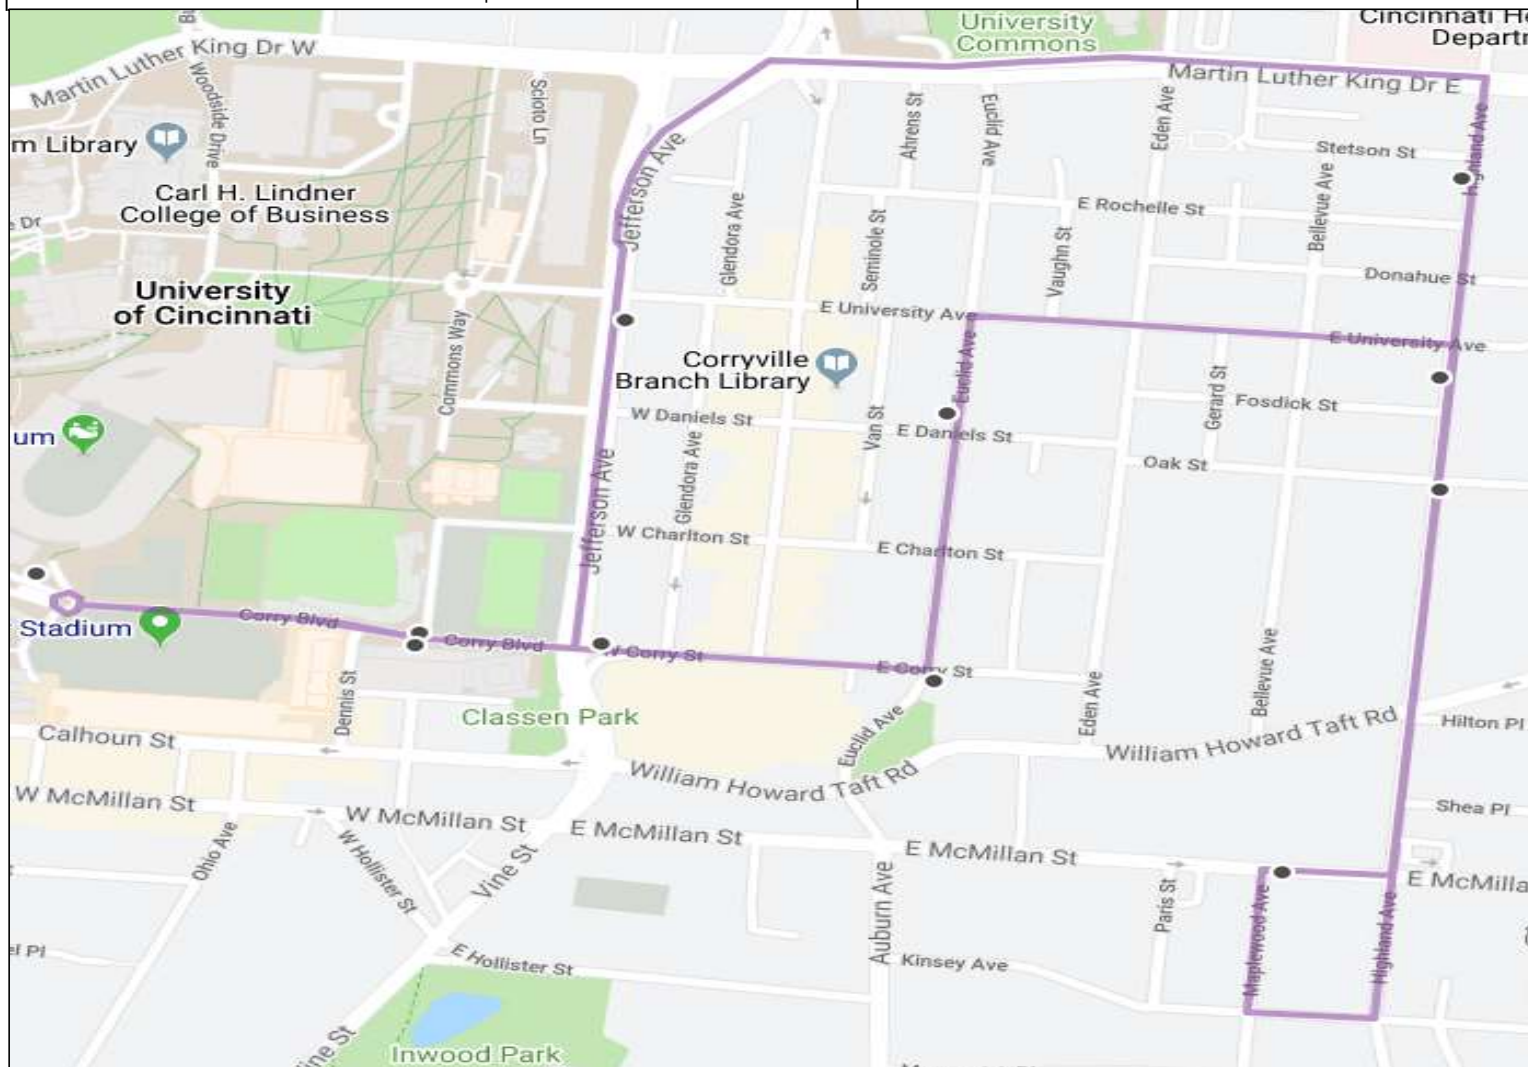 University
Commons
Cincinnati He
Departr
Martin Luther King Dr W
Martin Luther King Dr E
Woodside Drive
Scioto Ln
m Library
Carl H. Lindner
College of Business
e Dr
University
of Cincinnati
Commons Way
Jefferson Ave
Glendora Ave
Seminole St
Ahrens St
Euclid Ave
Eden Ave
Vaughn St
Stetson St
Highland Ave
E Rochelle St
Bellevue Ave
Donahue St
E University Ave
E University Ave
Corryville
Branch Library
Euclid Ave
Gerard St
Fosdick St
um
W Daniels St
Van St
E Daniels St
Oak St
Jefferson Ave
Glendora Ave
W Charlton St
E Charlton St
Stadium
Corry Blvd
Corry Blvd
W Corry St
E Corry St
Dennis St
Classen Park
Euclid Ave
Eden Ave
Bellevue Ave
Calhoun St
William Howard Taft Rd
William Howard Taft Rd
Hilton Pl
W McMillan St
W McMillan St
E McMillan St
E McMillan St
Shea Pl
E McMilla
Ohio Ave
W Hollister St
Vine St
Auburn Ave
Paris St
Maplewood Ave
Highland Ave
el Pl
E Hollister St
Kinsey Ave
Vine St
Inwood Park